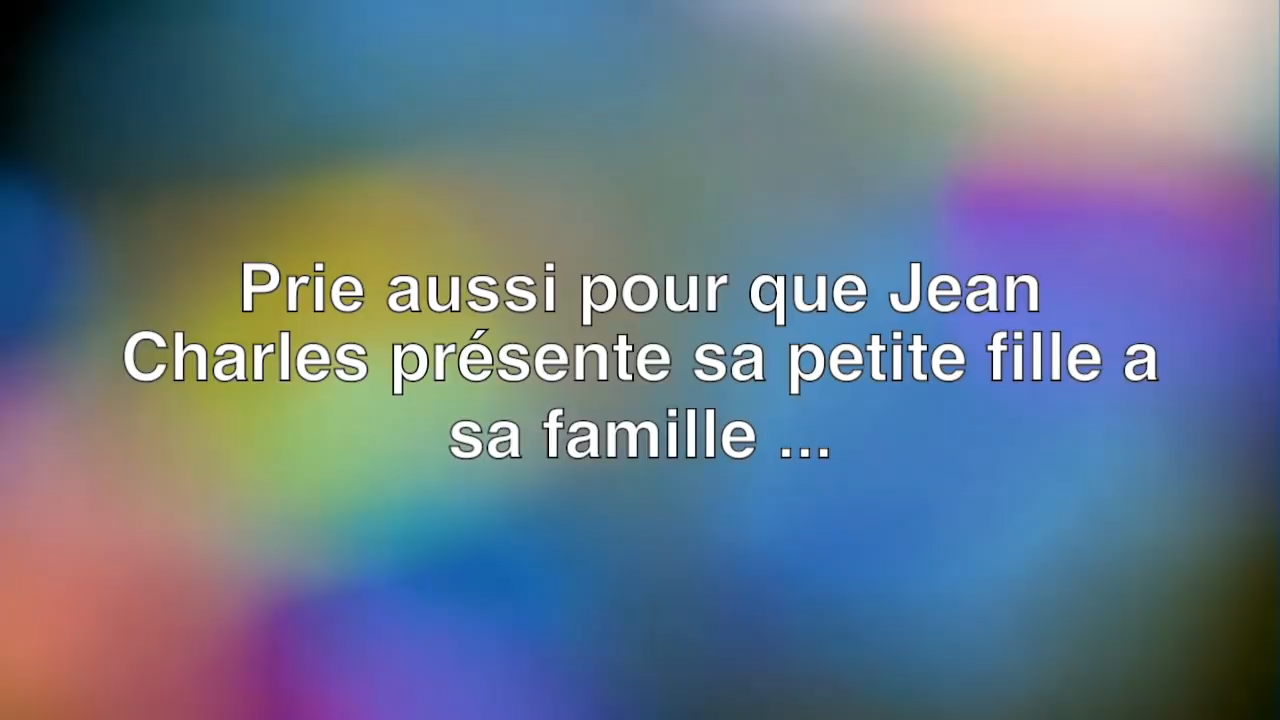 Prie aussi pour que Jean
Charles présente sa petite fille a
sa famille ...